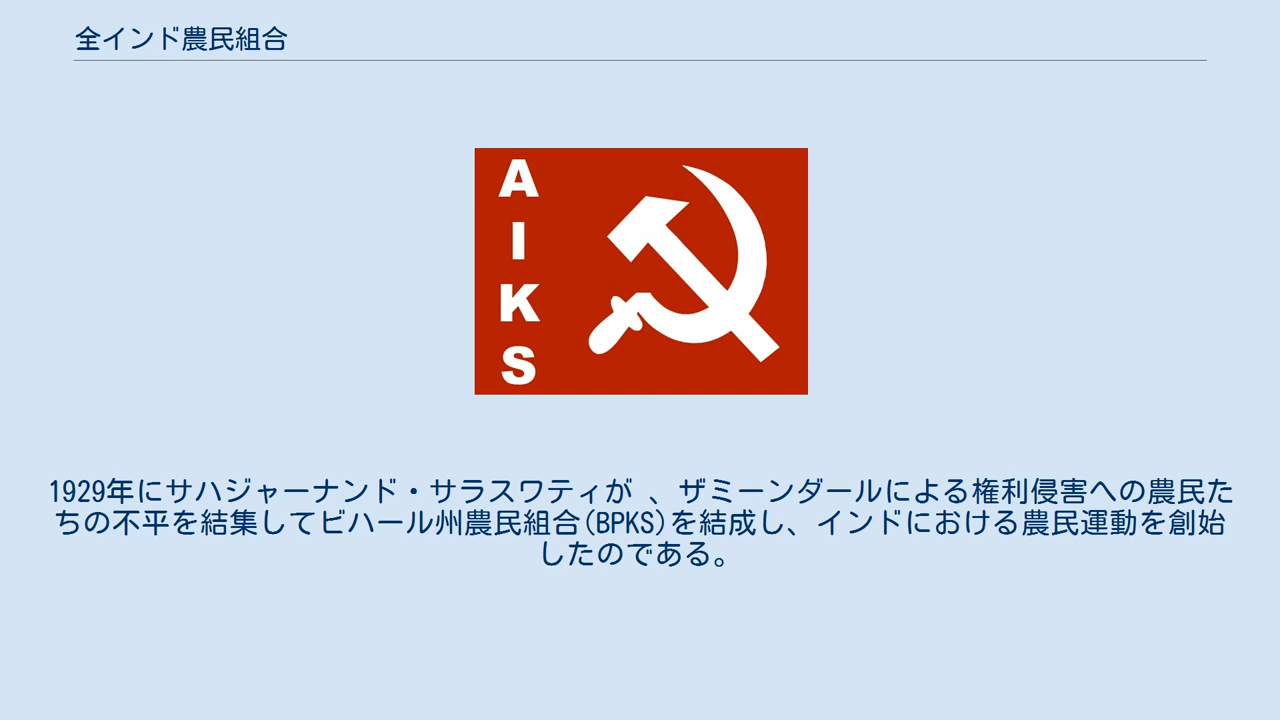 全インド農民組合
A
I
K
S
1929年にサハジャーナンド・サラスワティが 、ザミーンダールによる権利侵害への農民た
ちの不平を結集してビハール州農民組合(BPKS)を結成し、インドにおける農民運動を創始
したのである。